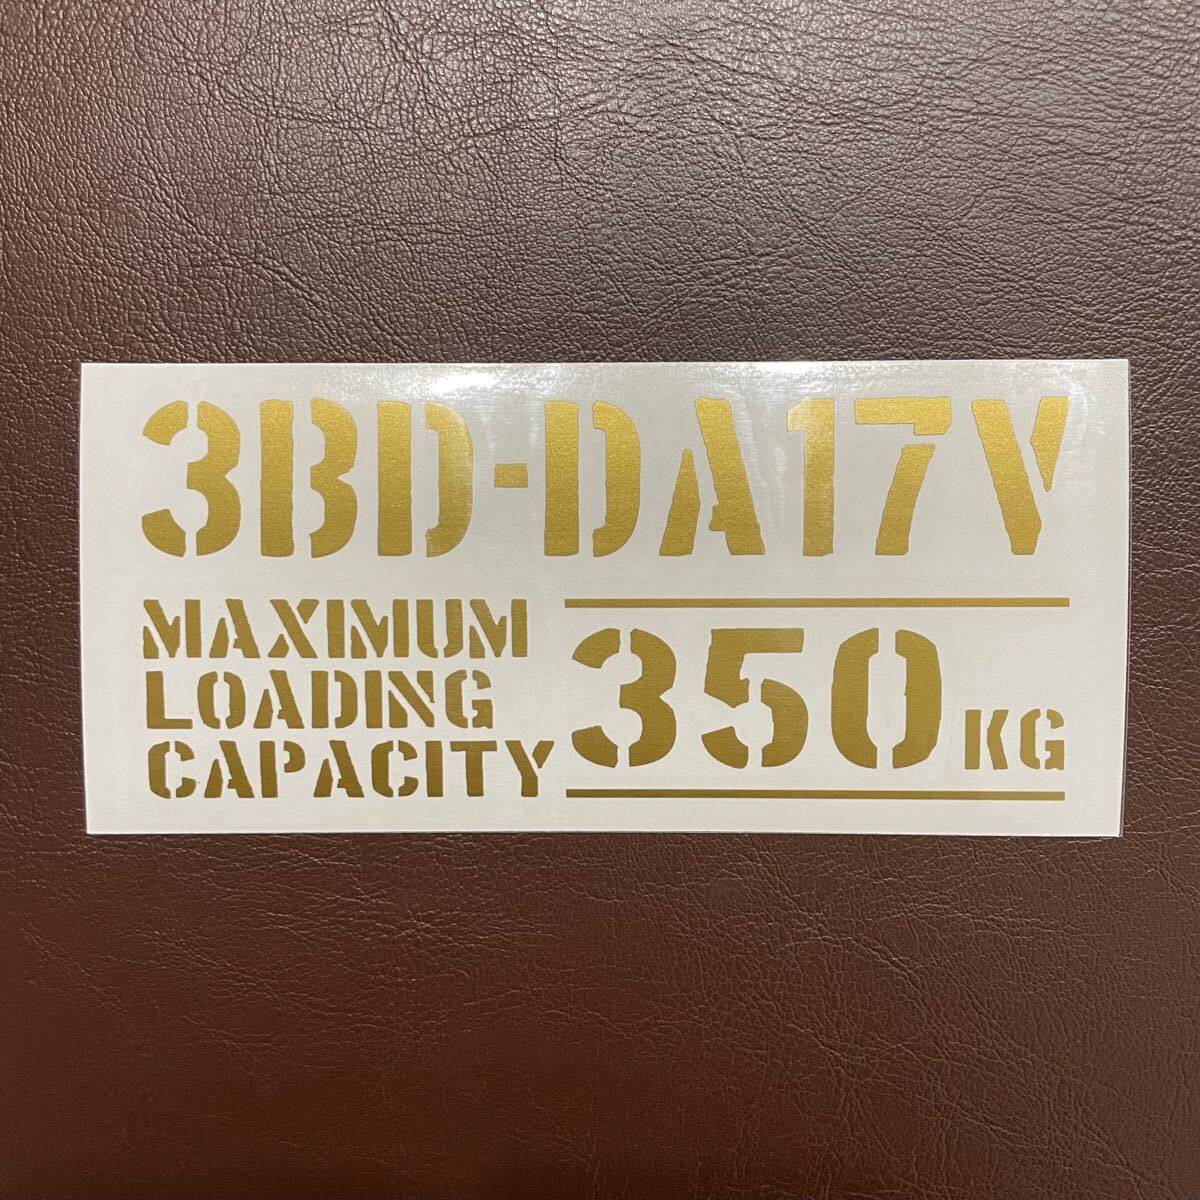 3BD-DA17V
MAXIMUM
LOADING
CAPACITY
350 KG